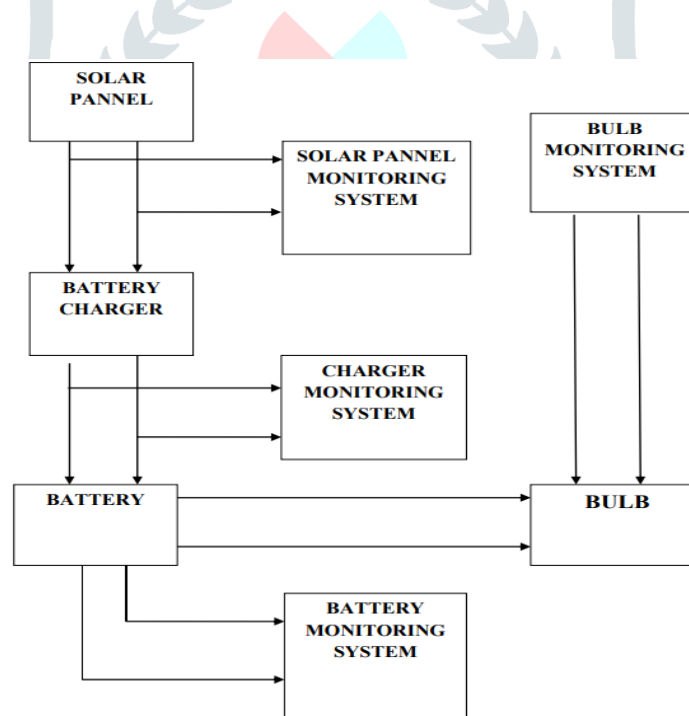 SOLAR
PANNEL
SOLAR PANNEL
MONITORING
SYSTEM
BULB
MONITORING
SYSTEM
BATTERY
CHARGER
CHARGER
MONITORING
SYSTEM
BATTERY
BULB
BATTERY
MONITORING
SYSTEM